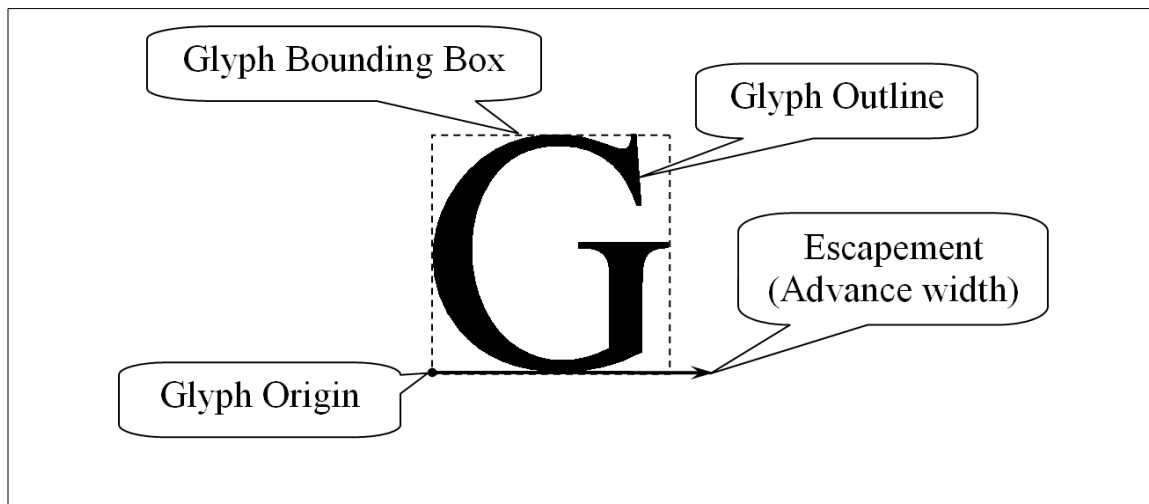 Glyph Bounding Box
Glyph Outline
G
Escapement
(Advance width)
Glyph Origin